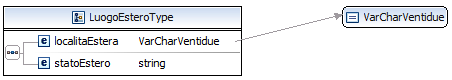 LuogoEsteroType
localitaEstera VarCharVentidue
statoEstero string
VarCharVentidue